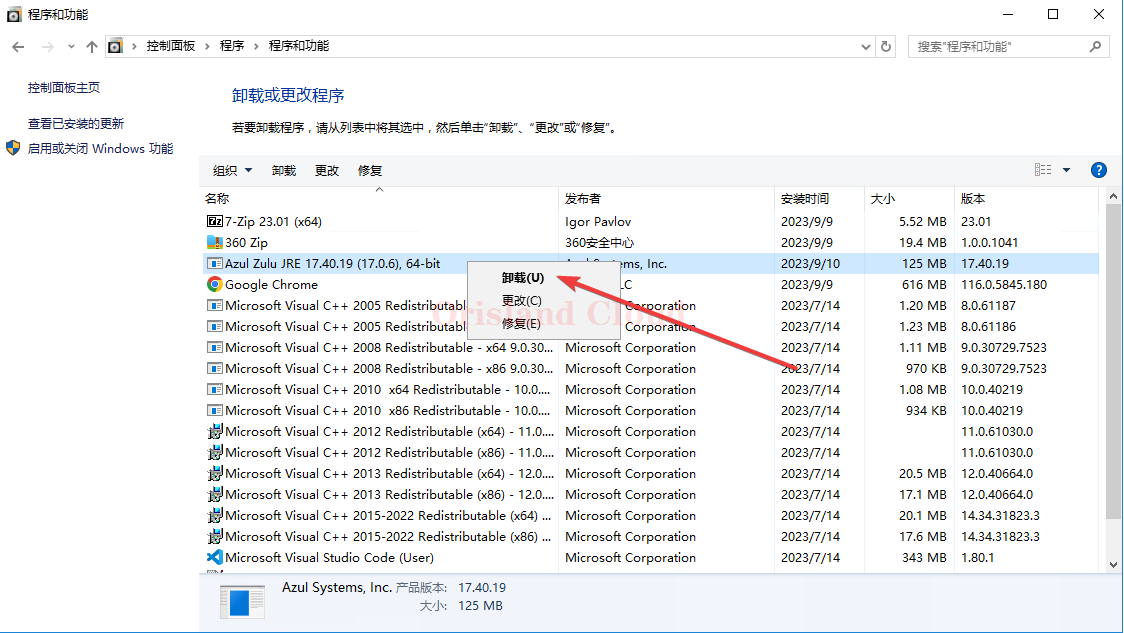 程序和功能
控制面板 › 程序 › 程序和功能
搜索"程序和功能"
控制面板主页
查看已安装的更新
启用或关闭 Windows 功能
卸载或更改程序
若要卸载程序，请从列表中将其选中，然后单击“卸载”、“更改”或“修复”。
组织 卸载 更改 修复
名称 发布者 安装时间 大小 版本
7-Zip 23.01 (x64) Igor Pavlov 2023/9/9 5.52 MB 23.01
360 Zip 360安全中心 2023/9/9 19.4 MB 1.0.0.1041
Azul Zulu JRE 17.40.19 (17.0.6), 64-bit ms, Inc. 2023/9/10 125 MB 17.40.19
Google Chrome LC 2023/9/9 616 MB 116.0.5845.180
Microsoft Visual C++ 2005 Redistributable Corporation 2023/7/14 1.20 MB 8.0.61187
Microsoft Visual C++ 2005 Redistributable Corporation 2023/7/14 1.23 MB 8.0.61186
Microsoft Visual C++ 2008 Redistributable - x64 9.0.30... Microsoft Corporation 2023/7/14 1.11 MB 9.0.30729.7523
Microsoft Visual C++ 2008 Redistributable - x86 9.0.30... Microsoft Corporation 2023/7/14 970 KB 9.0.30729.7523
Microsoft Visual C++ 2010 x64 Redistributable - 10.0.... Microsoft Corporation 2023/7/14 1.08 MB 10.0.40219
Microsoft Visual C++ 2010 x86 Redistributable - 10.0.... Microsoft Corporation 2023/7/14 934 KB 10.0.40219
Microsoft Visual C++ 2012 Redistributable (x64) - 11.0.... Microsoft Corporation 2023/7/14 11.0.61030.0
Microsoft Visual C++ 2012 Redistributable (x86) - 11.0.... Microsoft Corporation 2023/7/14 11.0.61030.0
Microsoft Visual C++ 2013 Redistributable (x64) - 12.0.... Microsoft Corporation 2023/7/14 20.5 MB 12.0.40664.0
Microsoft Visual C++ 2013 Redistributable (x86) - 12.0.... Microsoft Corporation 2023/7/14 17.1 MB 12.0.40664.0
Microsoft Visual C++ 2015-2022 Redistributable (x64) ... Microsoft Corporation 2023/7/14 20.1 MB 14.34.31823.3
Microsoft Visual C++ 2015-2022 Redistributable (x86) ... Microsoft Corporation 2023/7/14 17.6 MB 14.34.31823.3
Microsoft Visual Studio Code (User) Microsoft Corporation 2023/7/14 343 MB 1.80.1
卸载(U)
更改(C)
修复(E)
Azul Systems, Inc. 产品版本: 17.40.19
大小: 125 MB